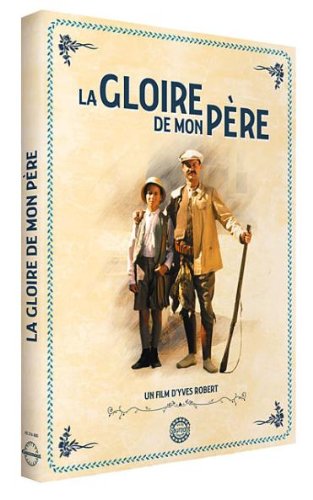 LA GLOIRE
DE MON PÈRE
UN FILM D'YVES ROBERT
LA GLOIRE DE MON PÈRE